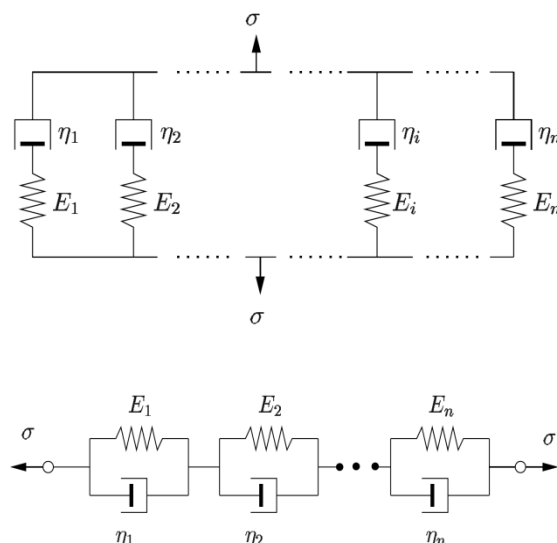 σ
η₁ η₂ ηᵢ ηₙ
E₁ E₂ Eᵢ Eₙ
σ
E₁ E₂ Eₙ
σ σ
η₁ η₂ ηₙ